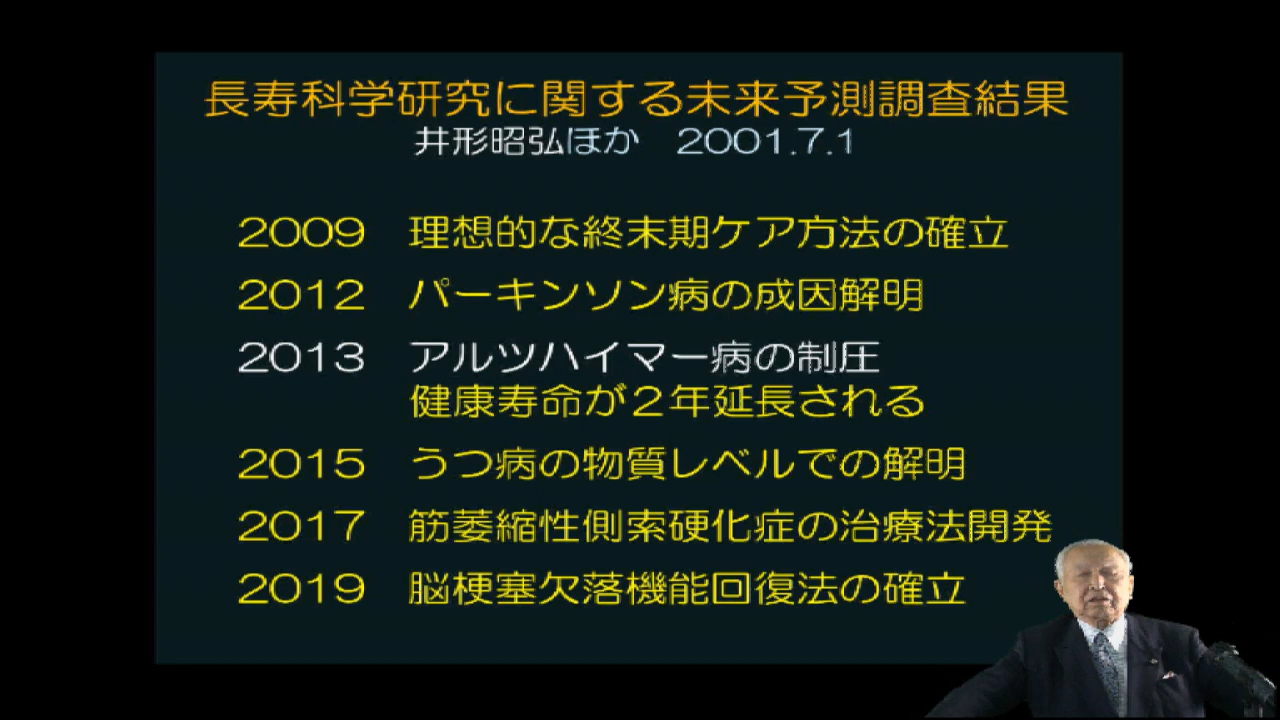 長寿科学研究に関する未来予測調査結果
井形昭弘ほか　2001.7.1
2009　理想的な終末期ケア方法の確立
2012　パーキンソン病の成因解明
2013　アルツハイマー病の制圧
健康寿命が２年延長される
2015　うつ病の物質レベルでの解明
2017　筋萎縮性側索硬化症の治療法開発
2019　脳梗塞欠落機能回復法の確立